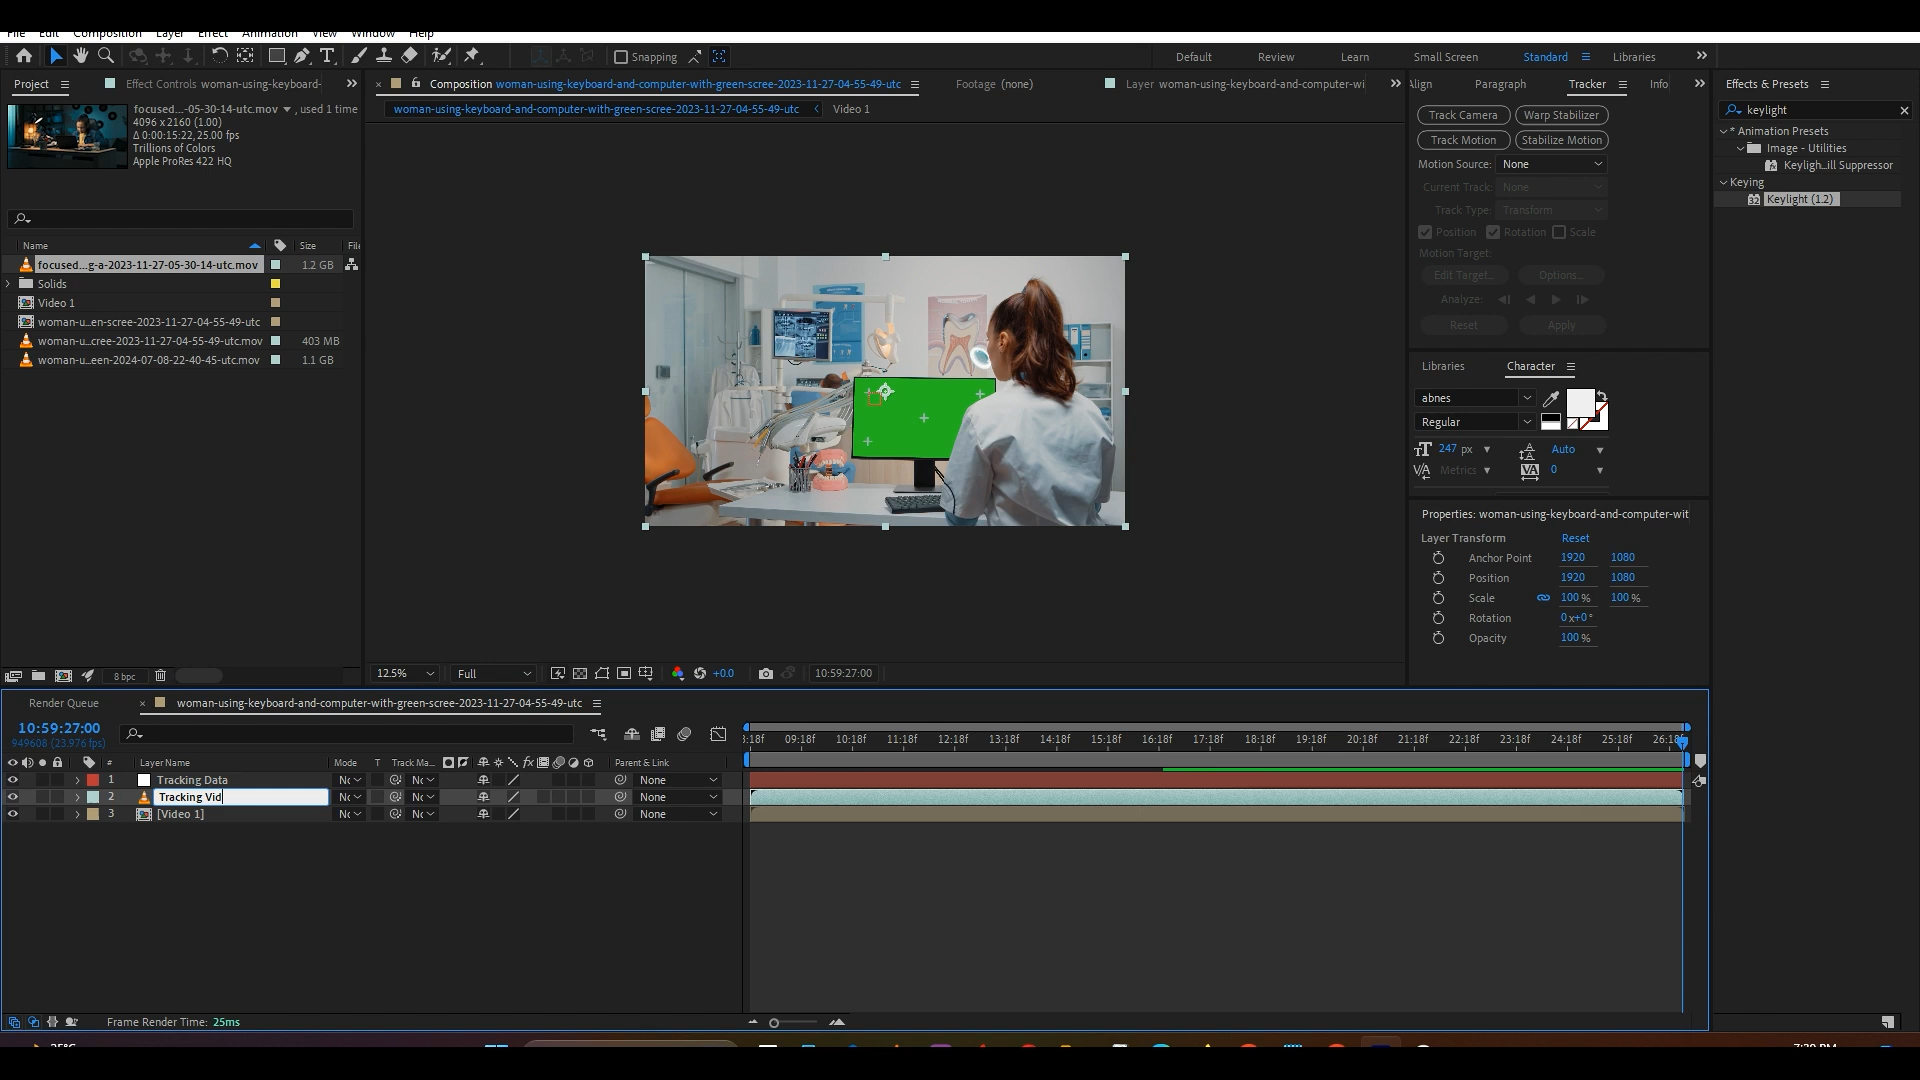 File Edit Composition Layer Effect Animation View Window Help
Snapping
Default Review Learn Small Screen Standard Libraries
Project
Effect Controls woman-using-keyboard-
focused...-05-30-14-utc.mov , used 1 time
4096 x 2160 (1.00)
Δ 0:00:15:22, 25.00 fps
Trillions of Colors
Apple ProRes 422 HQ
Name Size File
focused...g-a-2023-11-27-05-30-14-utc.mov 1.2 GB
Solids
Video 1
woman-u...en-scree-2023-11-27-04-55-49-utc
woman-u...cree-2023-11-27-04-55-49-utc.mov 403 MB
woman-u...een-2024-07-08-22-40-45-utc.mov 1.1 GB
8 bpc
Composition woman-using-keyboard-and-computer-with-green-scree-2023-11-27-04-55-49-utc
Footage (none)
Layer woman-using-keyboard-and-computer-wi
woman-using-keyboard-and-computer-with-green-scree-2023-11-27-04-55-49-utc
Video 1
12.5% Full +0.0 10:59:27:00
Align Paragraph Tracker Info
Track Camera Warp Stabilizer
Track Motion Stabilize Motion
Motion Source: None
Current Track: None
Track Type: Transform
Position Rotation Scale
Motion Target:
Edit Target... Options...
Analyze:
Reset Apply
Libraries Character
abnes
Regular
247 px Auto
Metrics 0
Properties: woman-using-keyboard-and-computer-wit
Layer Transform Reset
Anchor Point 1920 1080
Position 1920 1080
Scale 100 % 100 %
Rotation 0x+0°
Opacity 100 %
Effects & Presets
keylight
* Animation Presets
Image - Utilities
Keyligh...ill Suppressor
Keying
Keylight (1.2)
Render Queue
woman-using-keyboard-and-computer-with-green-scree-2023-11-27-04-55-49-utc
10:59:27:00
949608 (23.976 fps)
:18f 09:18f 10:18f 11:18f 12:18f 13:18f 14:18f 15:18f 16:18f 17:18f 18:18f 19:18f 20:18f 21:18f 22:18f 23:18f 24:18f 25:18f 26:18f
# Layer Name Mode T Track Ma... fx Parent & Link
1 Tracking Data None
2 Tracking Vid None
3 [Video 1] None
Frame Render Time: 25ms